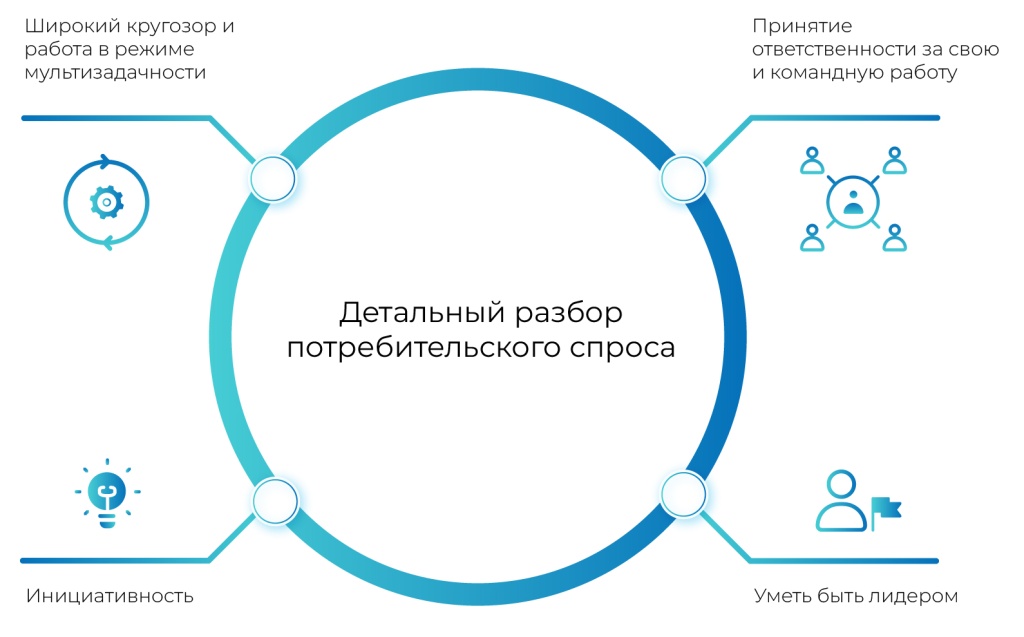 Широкий кругозор и
работа в режиме
мультизадачности
Принятие
ответственности за свою
и командную работу
Детальный разбор
потребительского спроса
Инициативность
Уметь быть лидером